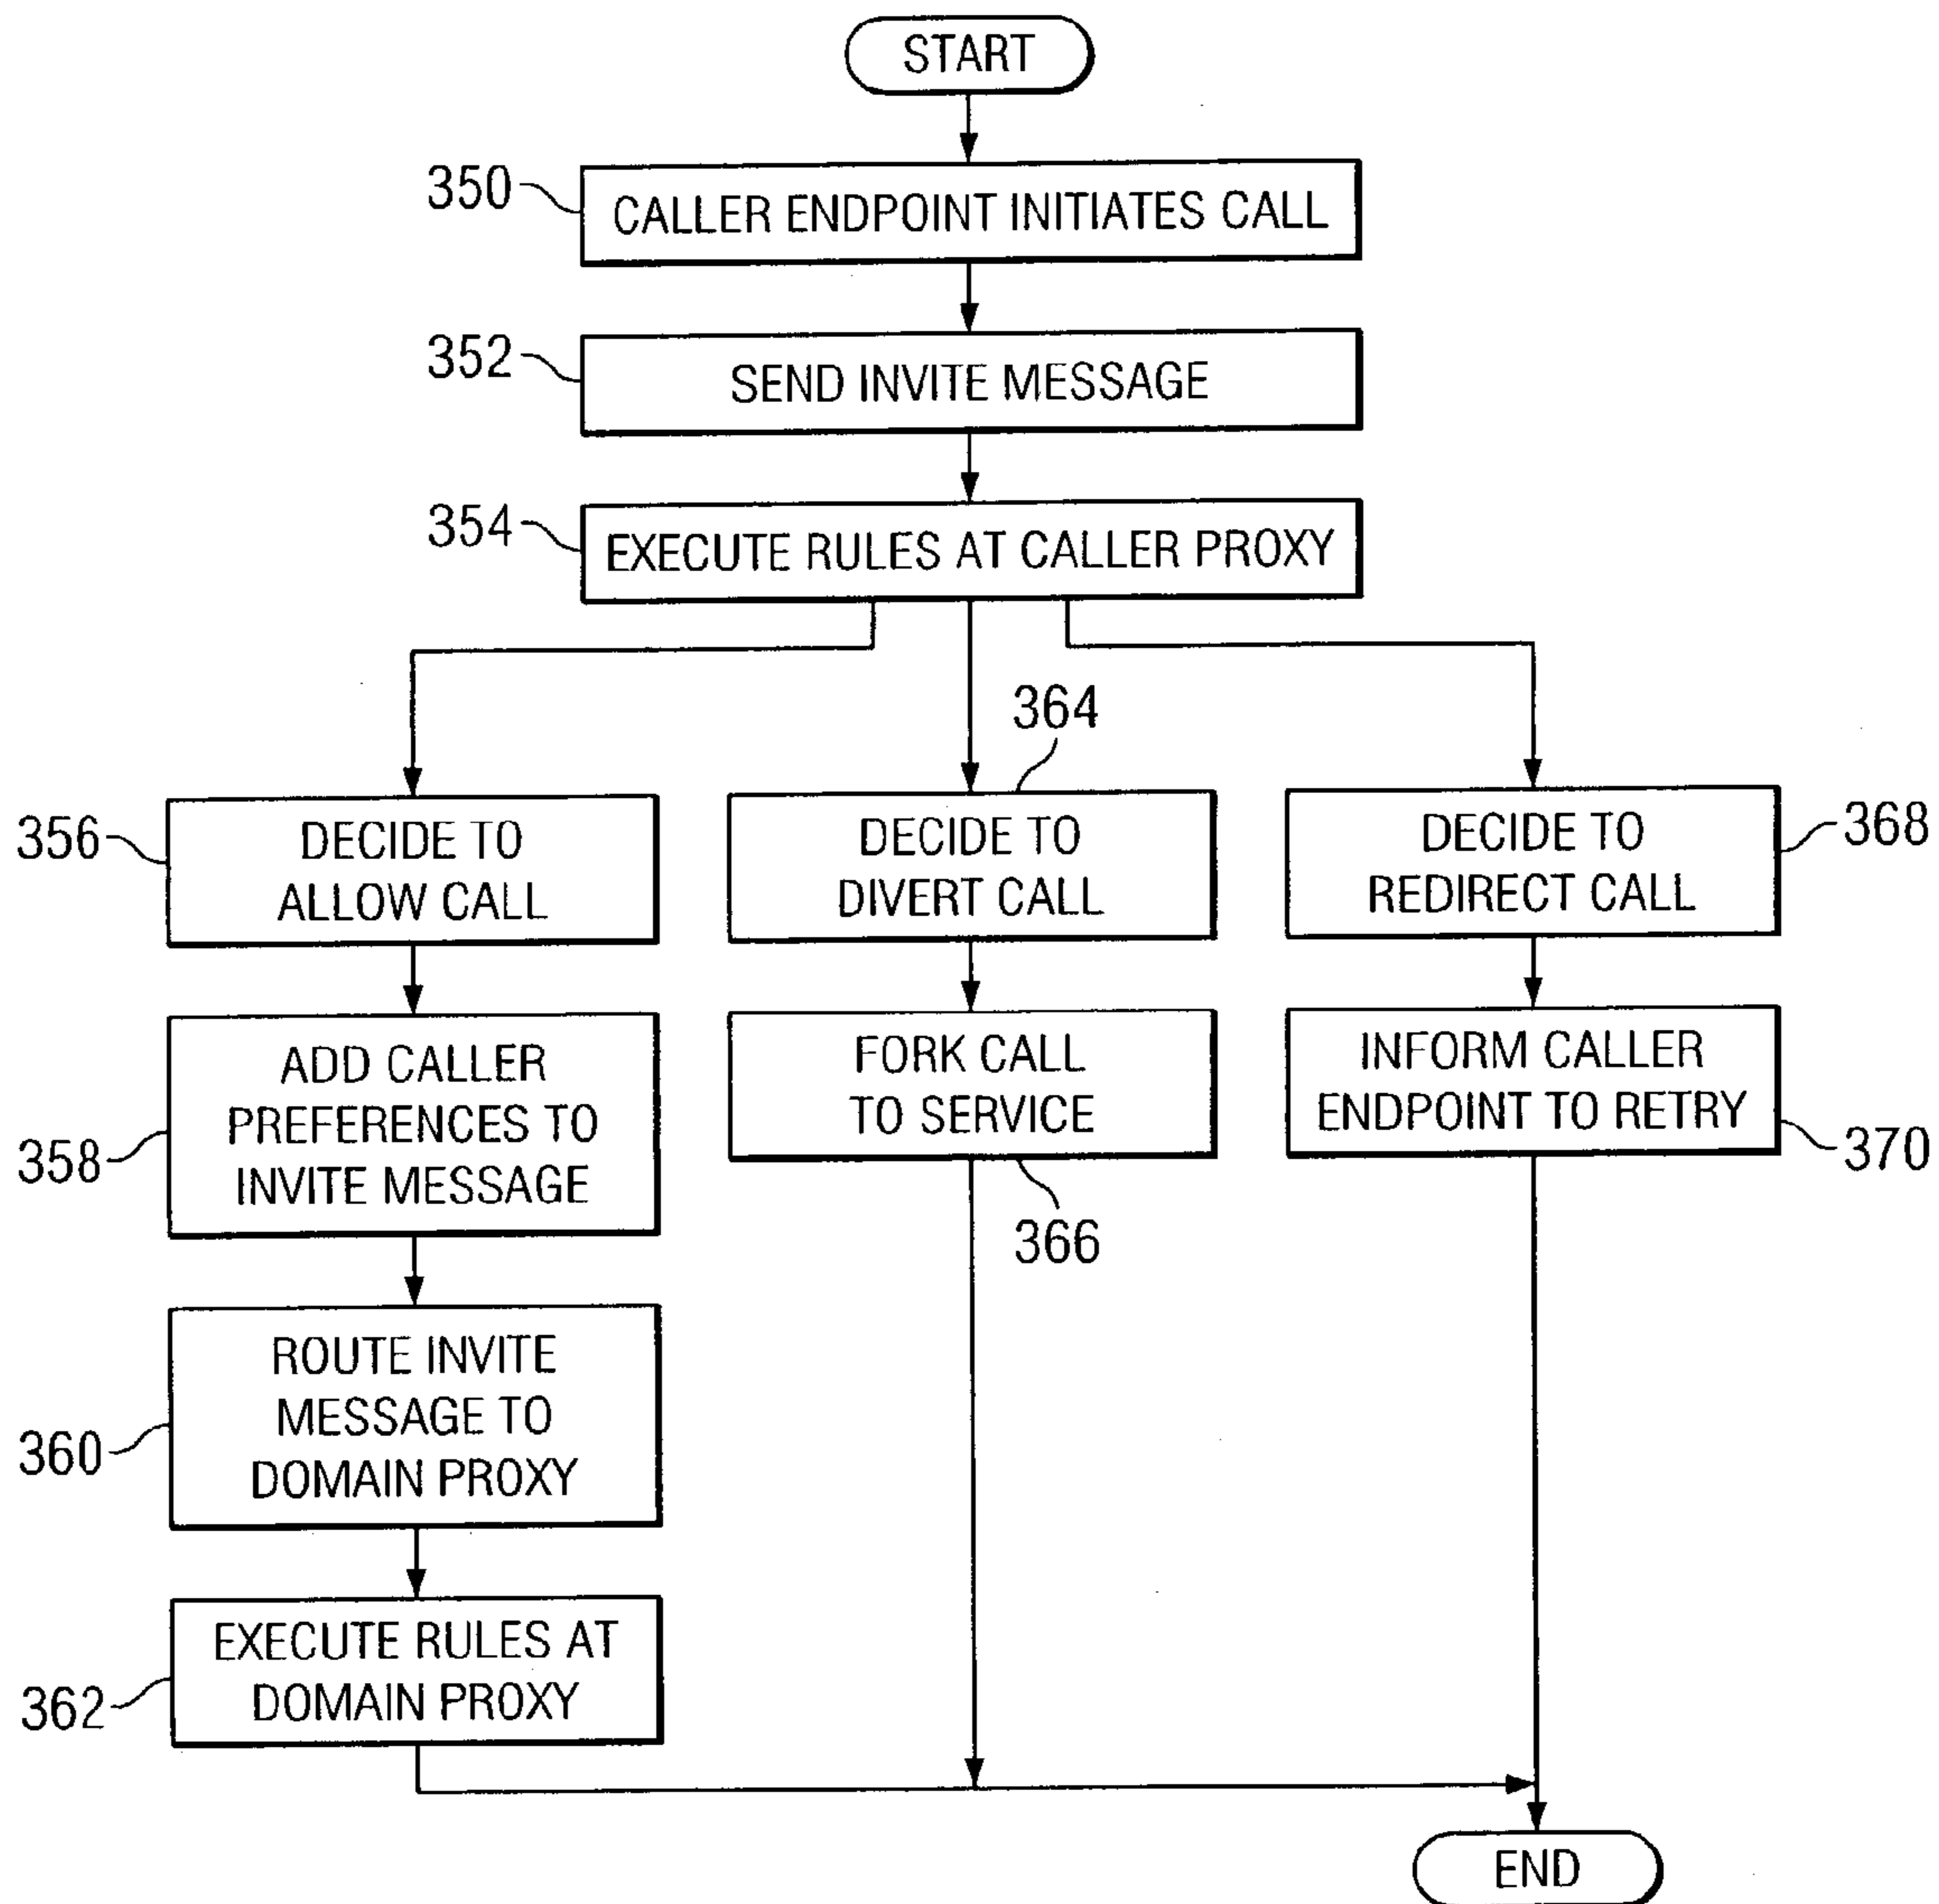 START
350
CALLER ENDPOINT INITIATES CALL
352
SEND INVITE MESSAGE
354
EXECUTE RULES AT CALLER PROXY
356
DECIDE TO
ALLOW CALL
364
DECIDE TO
DIVERT CALL
368
DECIDE TO
REDIRECT CALL
358
ADD CALLER
PREFERENCES TO
INVITE MESSAGE
FORK CALL
TO SERVICE
366
INFORM CALLER
ENDPOINT TO RETRY
370
360
ROUTE INVITE
MESSAGE TO
DOMAIN PROXY
362
EXECUTE RULES AT
DOMAIN PROXY
END